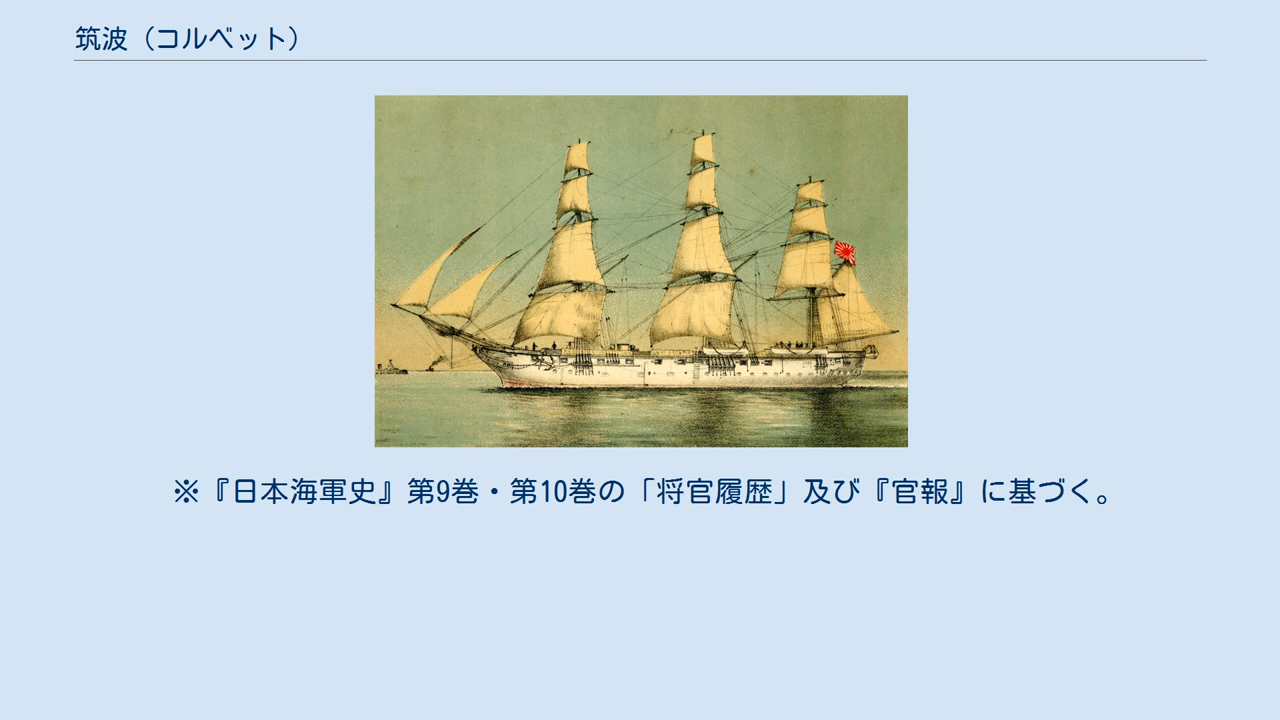 筑波（コルベット）
※『日本海軍史』第9巻・第10巻の「将官履歴」及び『官報』に基づく。